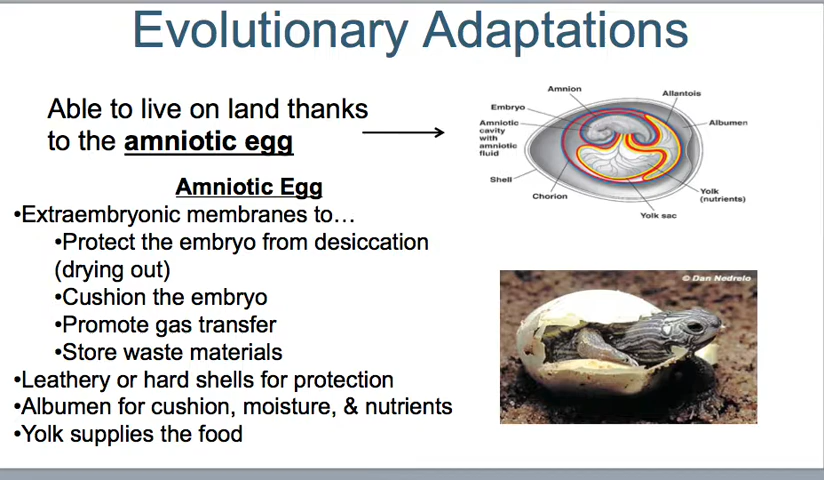 Evolutionary Adaptations
Able to live on land thanks
to the amniotic egg
Amniotic Egg
•Extraembryonic membranes to…
•Protect the embryo from desiccation
(drying out)
•Cushion the embryo
•Promote gas transfer
•Store waste materials
•Leathery or hard shells for protection
•Albumen for cushion, moisture, & nutrients
•Yolk supplies the food
Amnion
Allantois
Embryo
Amniotic
cavity
with
amniotic
fluid
Albumen
Shell
Chorion
Yolk
(nutrients)
Yolk sac
© Dan Nedrelo